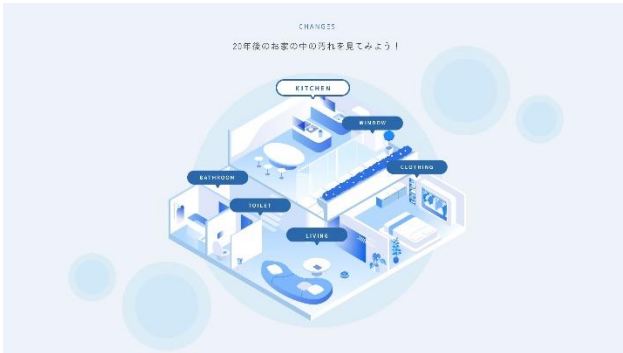 CHANGES
20年後のお家の中の汚れを見てみよう！
KITCHEN
WINDOW
CLOTHING
BATHROOM
TOILET
LIVING